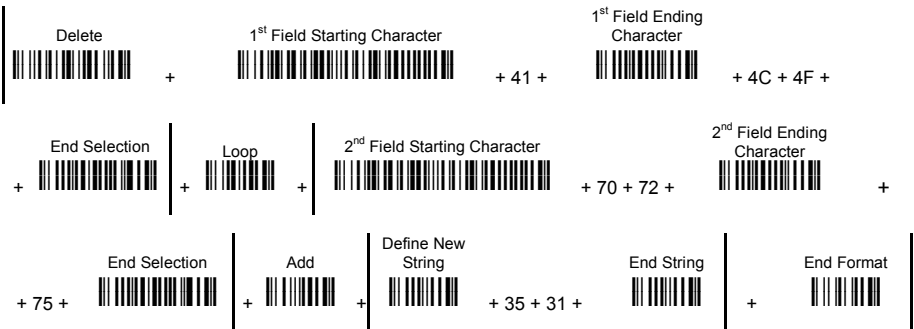 Delete
1st Field Starting Character
1st Field Ending
Character
+ + 41 + + 4C + 4F +
End Selection
Loop
2nd Field Starting Character
2nd Field Ending
Character
+ + + + 70 + 72 + +
End Selection
Add
Define New
String
End String
End Format
+ 75 + + + + 35 + 31 + +